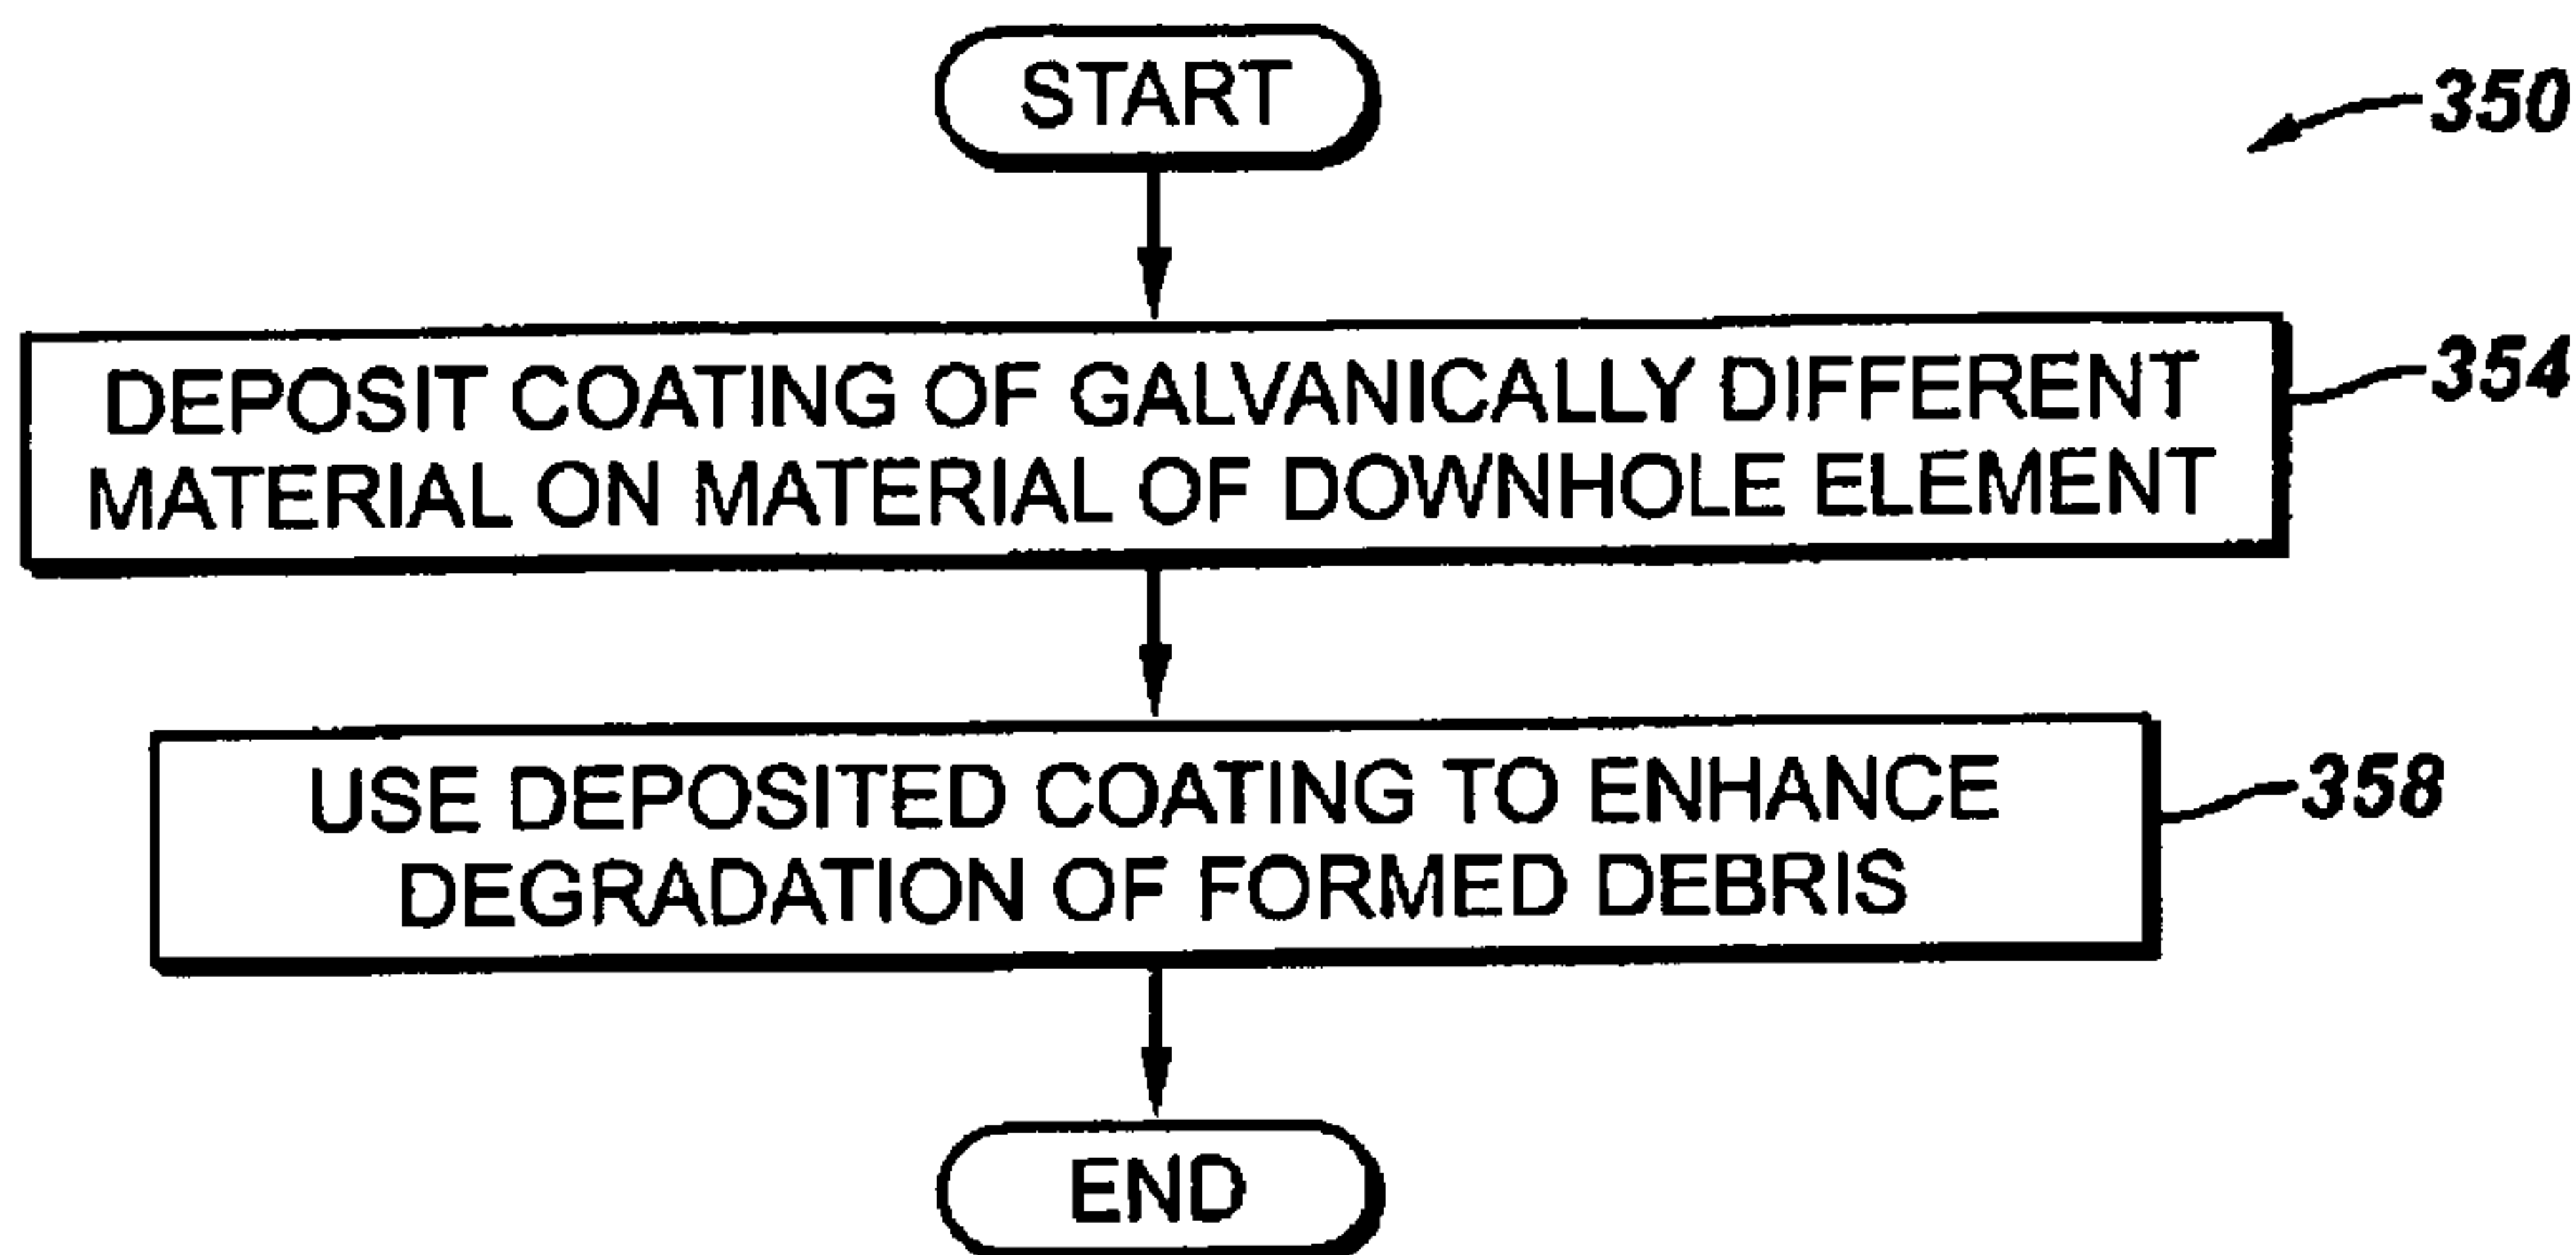 START
350
DEPOSIT COATING OF GALVANICALLY DIFFERENT
MATERIAL ON MATERIAL OF DOWNHOLE ELEMENT
354
USE DEPOSITED COATING TO ENHANCE
DEGRADATION OF FORMED DEBRIS
358
END